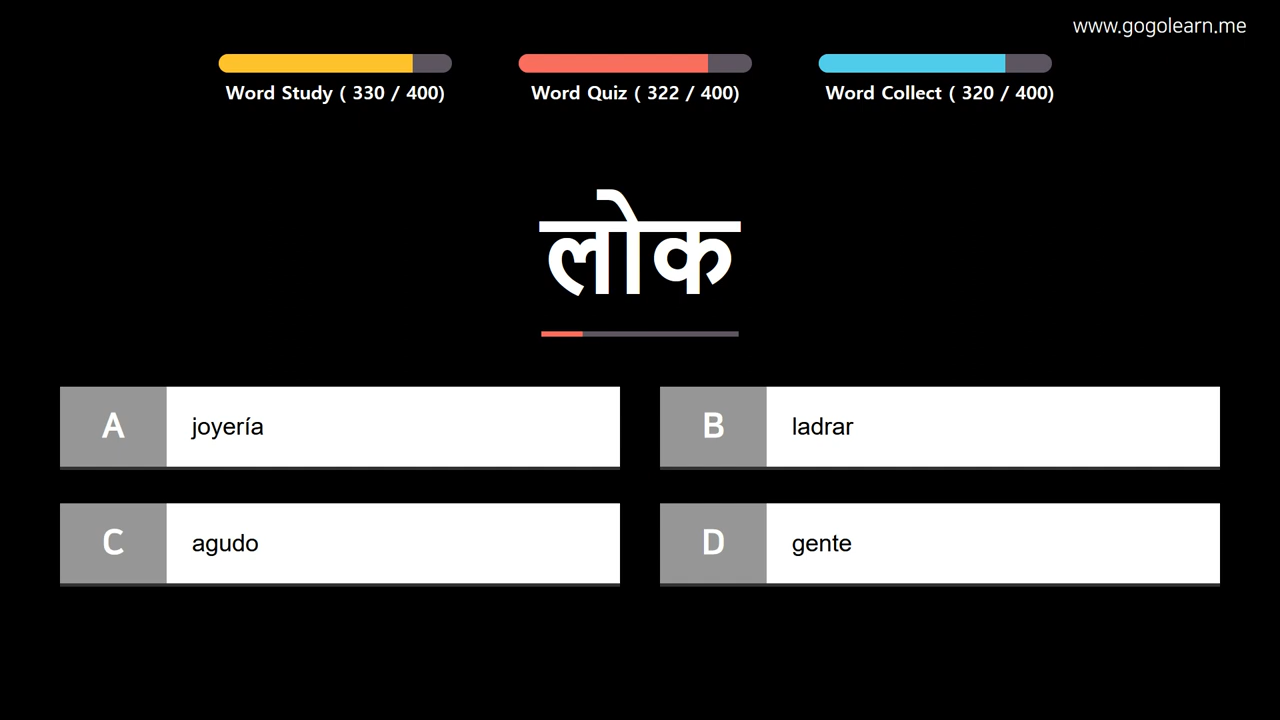 www.gogolearn.me
Word Study ( 330 / 400)
Word Quiz ( 322 / 400)
Word Collect ( 320 / 400)
लोक
A joyería
B ladrar
C agudo
D gente